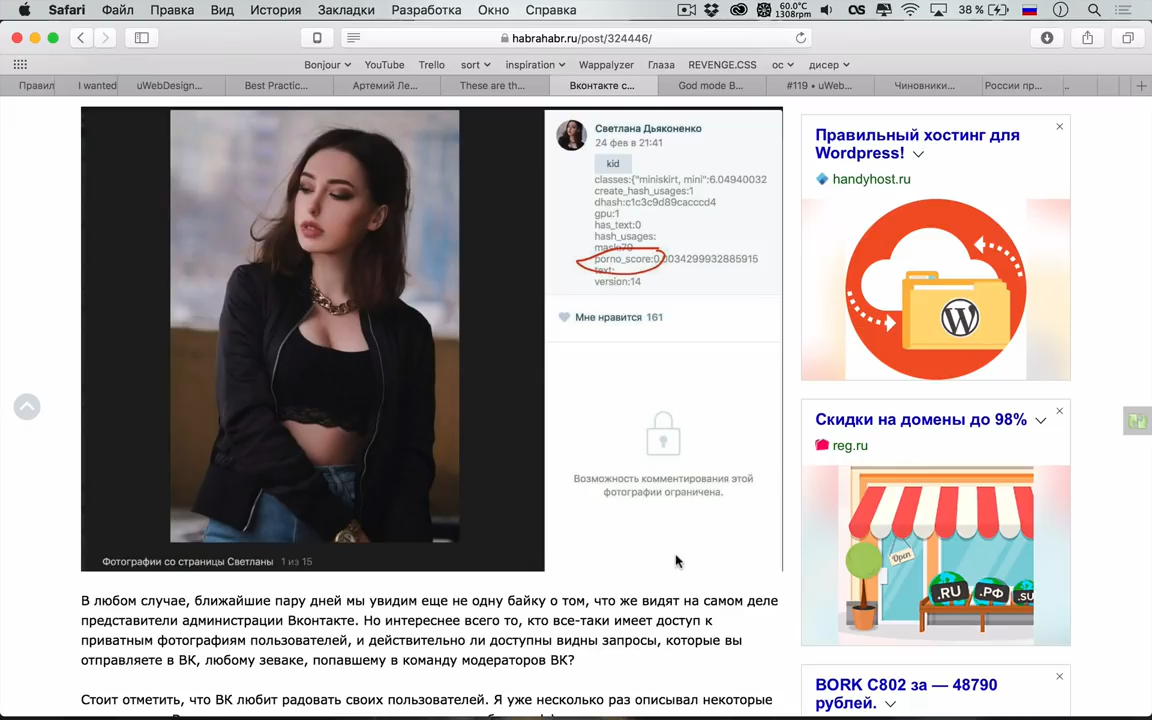 Safari Файл Правка Вид История Закладки Разработка Окно Справка 60.0°C 1308rpm 38 %
habrahabr.ru/post/324446/
Bonjour YouTube Trello sort inspiration Wappalyzer Глаза REVENGE.CSS ос дисер
Правил I wanted uWebDesign... Best Practic... Артемий Ле... These are th... Вконтакте с... God mode В... #119 • uWeb... Чиновники... России пр... ..
Светлана Дьяконенко
24 фев в 21:41
kid
classes:{"miniskirt, mini":6.04940032
create_hash_usages:1
dhash:c1c3c9d89cacccd4
gpu:1
has_text:0
hash_usages:
mask:79
porno_score:0.0034299932885915
text:
version:14
Мне нравится 161
Возможность комментирования этой
фотографии ограничена.
Фотографии со страницы Светланы 1 из 15
В любом случае, ближайшие пару дней мы увидим еще не одну байку о том, что же видят на самом деле
представители администрации Вконтакте. Но интереснее всего то, кто все-таки имеет доступ к
приватным фотографиям пользователей, и действительно ли доступны видны запросы, которые вы
отправляете в ВК, любому зеваке, попавшему в команду модераторов ВК?
Стоит отметить, что ВК любит радовать своих пользователей. Я уже несколько раз описывал некоторые
Правильный хостинг для
Wordpress!
handyhost.ru
Скидки на домены до 98%
reg.ru
Open
.RU .РФ .SU
BORK C802 за — 48790
рублей.